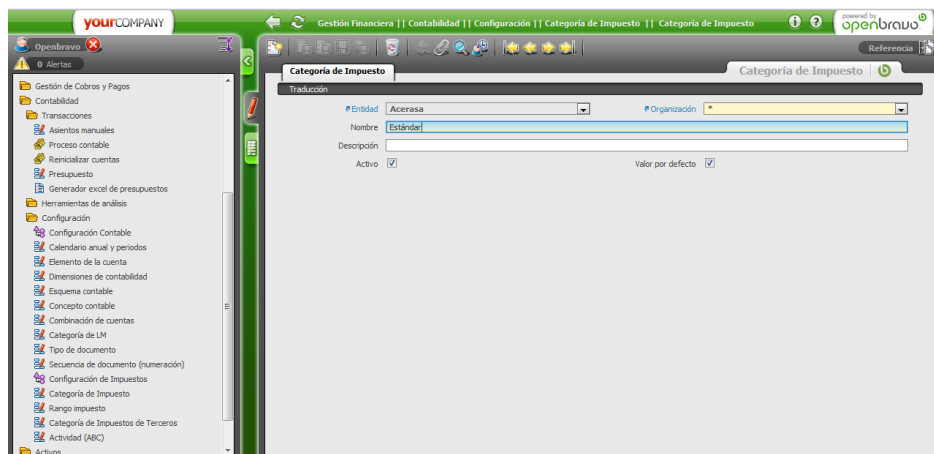 yourCOMPANY
Gestión Financiera || Contabilidad || Configuración || Categoría de Impuesto || Categoría de Impuesto
powered by
openbravo
Openbravo
0 Alertas
Referencia
Categoría de Impuesto
Categoría de Impuesto
Traducción
Entidad Acerasa
Organización *
Nombre Estándar
Descripción
Activo
Valor por defecto
Gestión de Cobros y Pagos
Contabilidad
Transacciones
Asientos manuales
Proceso contable
Reinicializar cuentas
Presupuesto
Generador excel de presupuestos
Herramientas de análisis
Configuración
Configuración Contable
Calendario anual y periodos
Elemento de la cuenta
Dimensiones de contabilidad
Esquema contable
Concepto contable
Combinación de cuentas
Categoría de LM
Tipo de documento
Secuencia de documento (numeración)
Configuración de Impuestos
Categoría de Impuesto
Rango impuesto
Categoría de Impuestos de Terceros
Actividad (ABC)
Activos